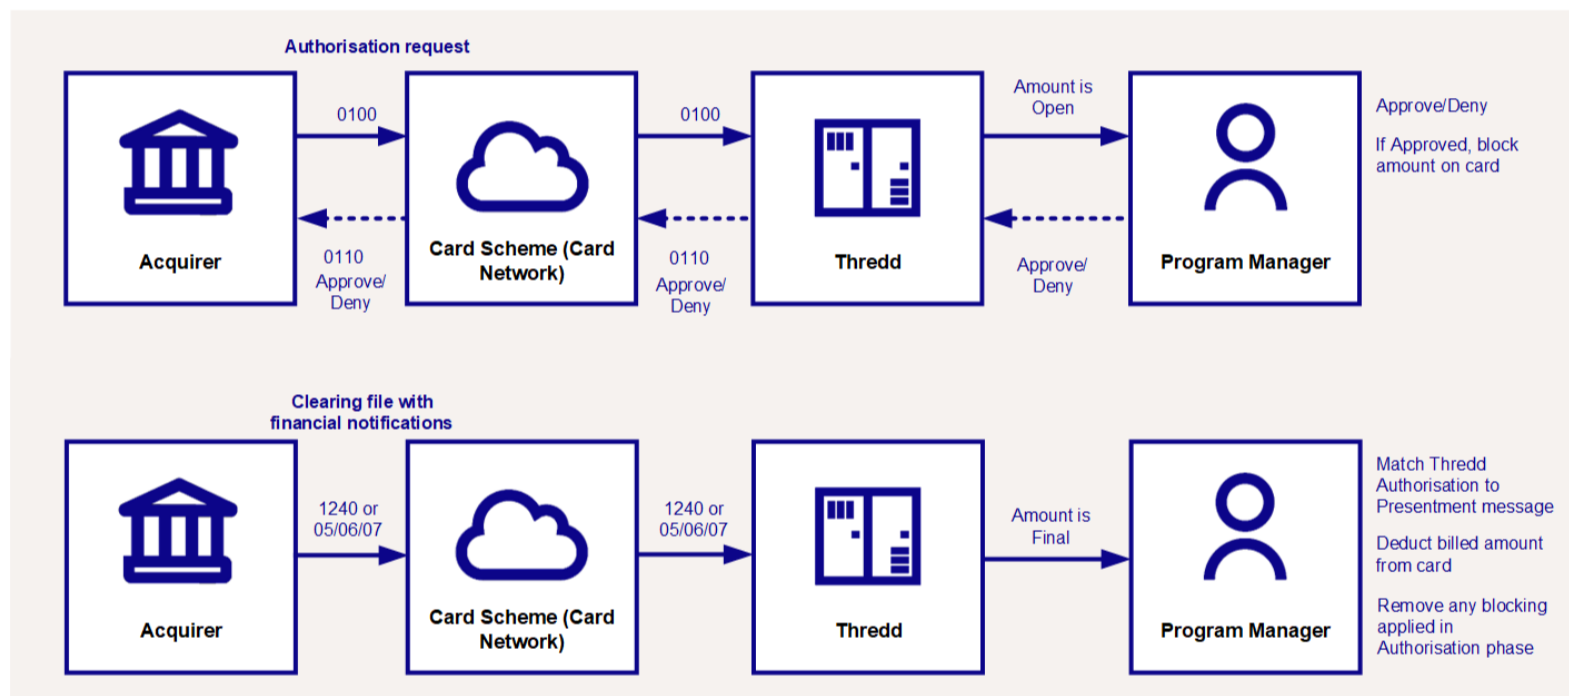 Authorisation request
0100
0100
Amount is
Open
Approve/Deny
If Approved, block
amount on card
Acquirer
0110
Approve/
Deny
Card Scheme (Card
Network)
0110
Approve/
Deny
Thredd
Approve/
Deny
Program Manager
Clearing file with
financial notifications
1240 or
05/06/07
1240 or
05/06/07
Amount is
Final
Match Thredd
Authorisation to
Presentment message
Deduct billed amount
from card
Remove any blocking
applied in
Authorisation phase
Acquirer
Card Scheme (Card
Network)
Thredd
Program Manager